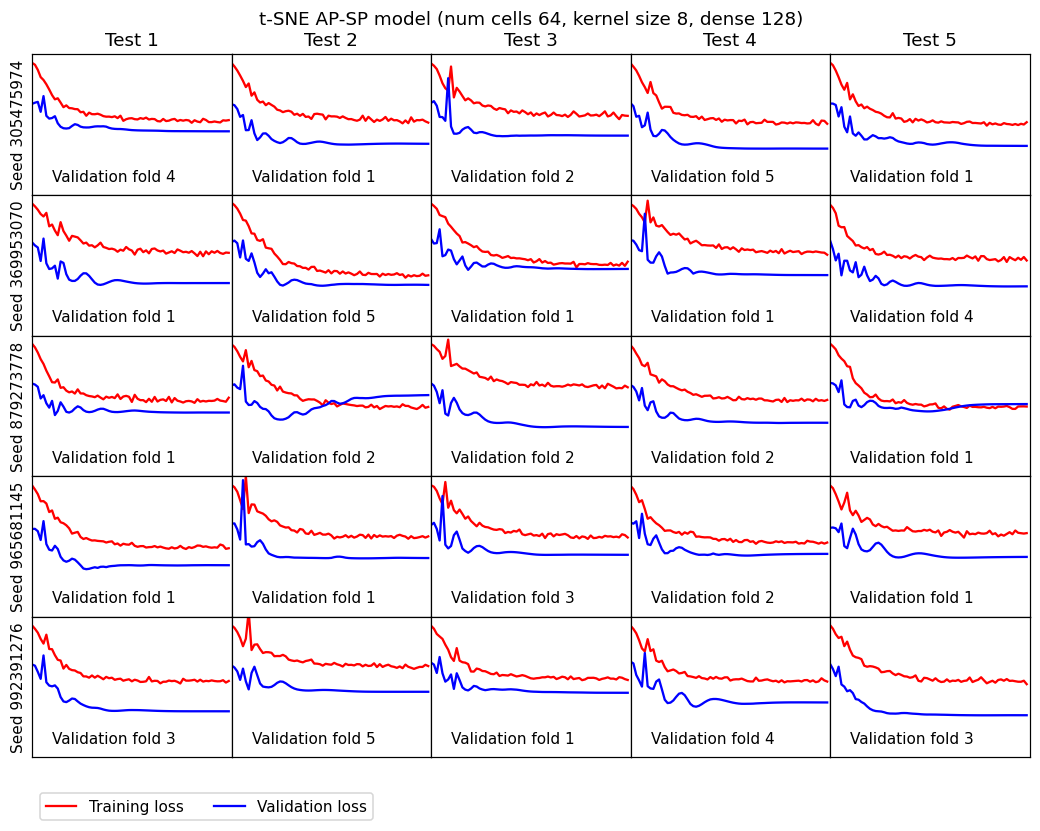 t-SNE AP-SP model (num cells 64, kernel size 8, dense 128)
Test 1 Test 2 Test 3 Test 4 Test 5
Seed 3054759974
Validation fold 4 Validation fold 1 Validation fold 2 Validation fold 5 Validation fold 1
Seed 369953070
Validation fold 1 Validation fold 5 Validation fold 1 Validation fold 1 Validation fold 4
Seed 879273778
Validation fold 1 Validation fold 2 Validation fold 2 Validation fold 2 Validation fold 1
Seed 965681145
Validation fold 1 Validation fold 1 Validation fold 3 Validation fold 2 Validation fold 1
Seed 992391276
Validation fold 3 Validation fold 5 Validation fold 1 Validation fold 4 Validation fold 3
Training loss Validation loss